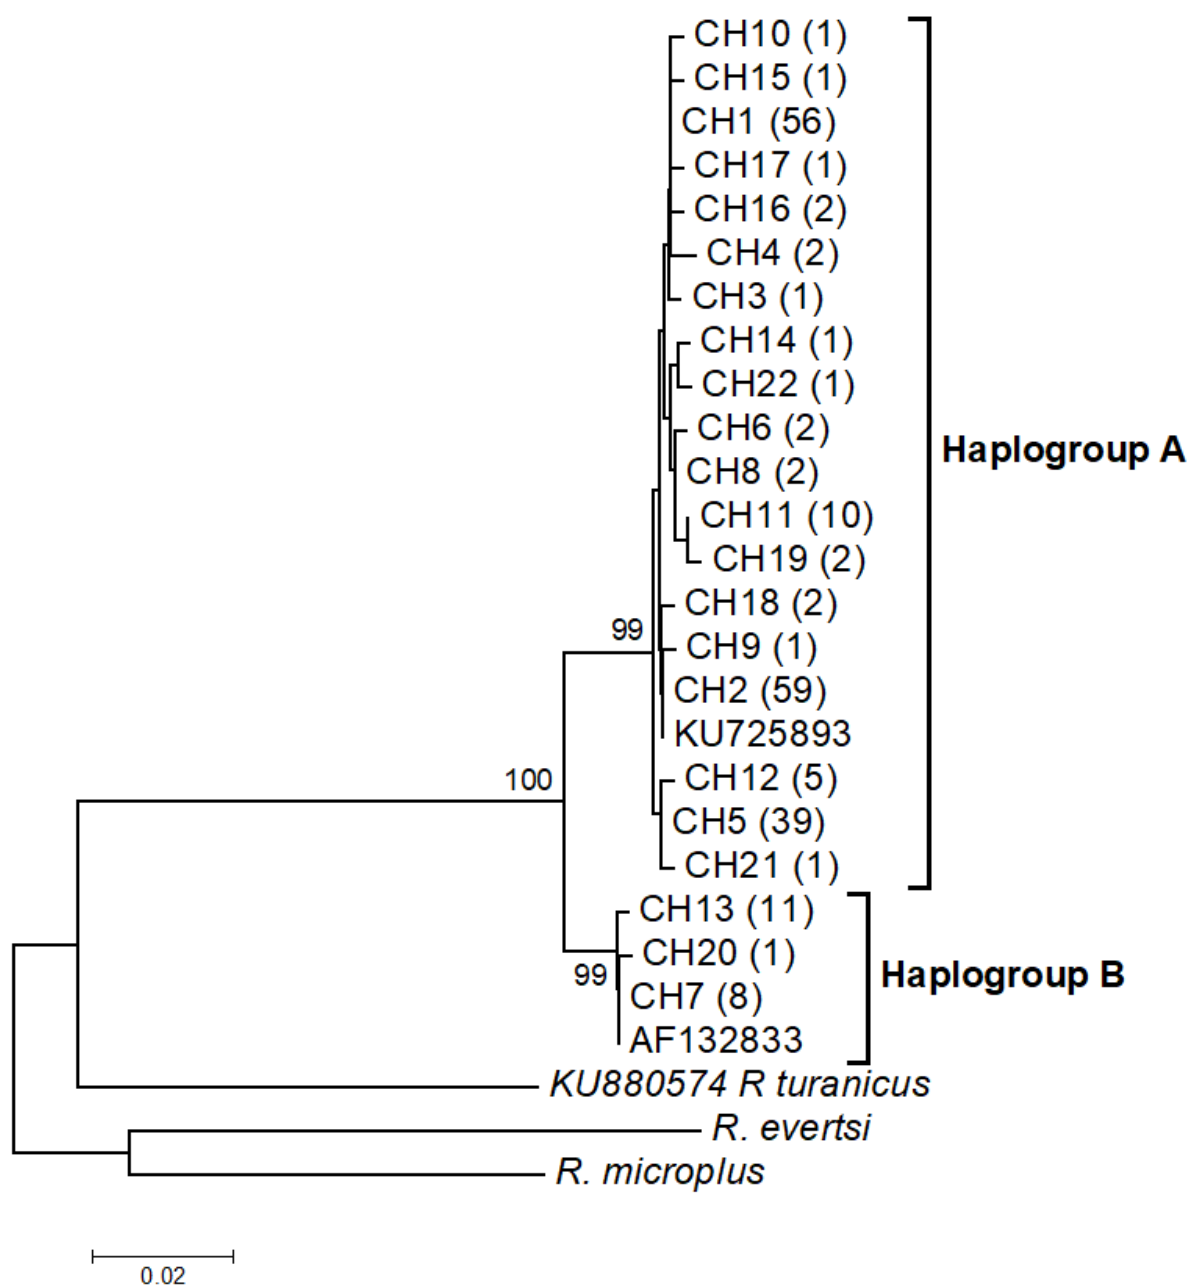 CH10 (1)
CH15 (1)
CH1 (56)
CH17 (1)
CH16 (2)
CH4 (2)
CH3 (1)
CH14 (1)
CH22 (1)
CH6 (2)
Haplogroup A
CH8 (2)
CH11 (10)
CH19 (2)
CH18 (2)
99
CH9 (1)
CH2 (59)
KU725893
CH12 (5)
100
CH5 (39)
CH21 (1)
CH13 (11)
CH20 (1)
99
Haplogroup B
CH7 (8)
AF132833
KU880574 R turanicus
R. evertsi
R. microplus
0.02